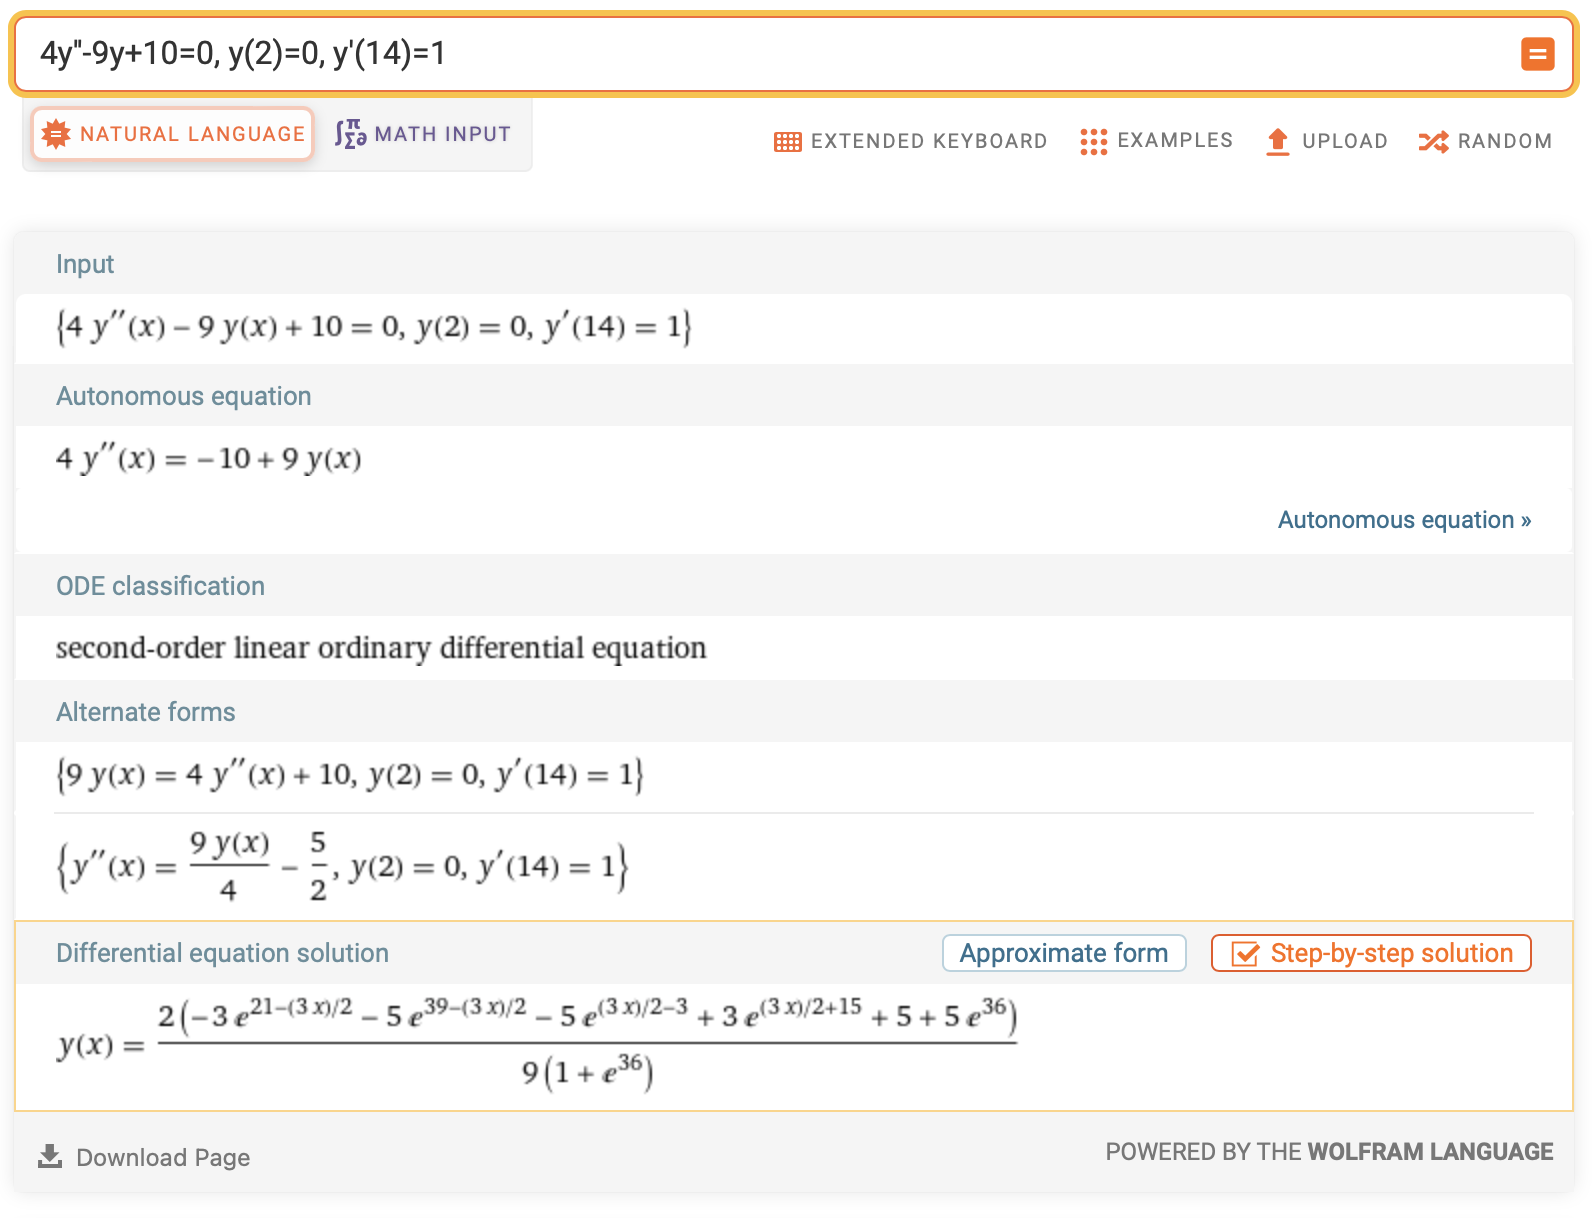 4y"-9y+10=0, y(2)=0, y'(14)=1
NATURAL LANGUAGE
MATH INPUT
EXTENDED KEYBOARD
EXAMPLES
UPLOAD
RANDOM
Input
{4 y′′(x) – 9 y(x) + 10 = 0, y(2) = 0, y′(14) = 1}
Autonomous equation
4 y′′(x) = –10 + 9 y(x)
Autonomous equation »
ODE classification
second-order linear ordinary differential equation
Alternate forms
{9 y(x) = 4 y′′(x) + 10, y(2) = 0, y′(14) = 1}
{y′′(x) = 9 y(x)/4 – 5/2, y(2) = 0, y′(14) = 1}
Differential equation solution
Approximate form
Step-by-step solution
y(x) = 2(–3 e^(21–(3 x)/2) – 5 e^(39–(3 x)/2) – 5 e^((3 x)/2–3) + 3 e^((3 x)/2+15) + 5 + 5 e^36) / 9(1 + e^36)
Download Page
POWERED BY THE WOLFRAM LANGUAGE